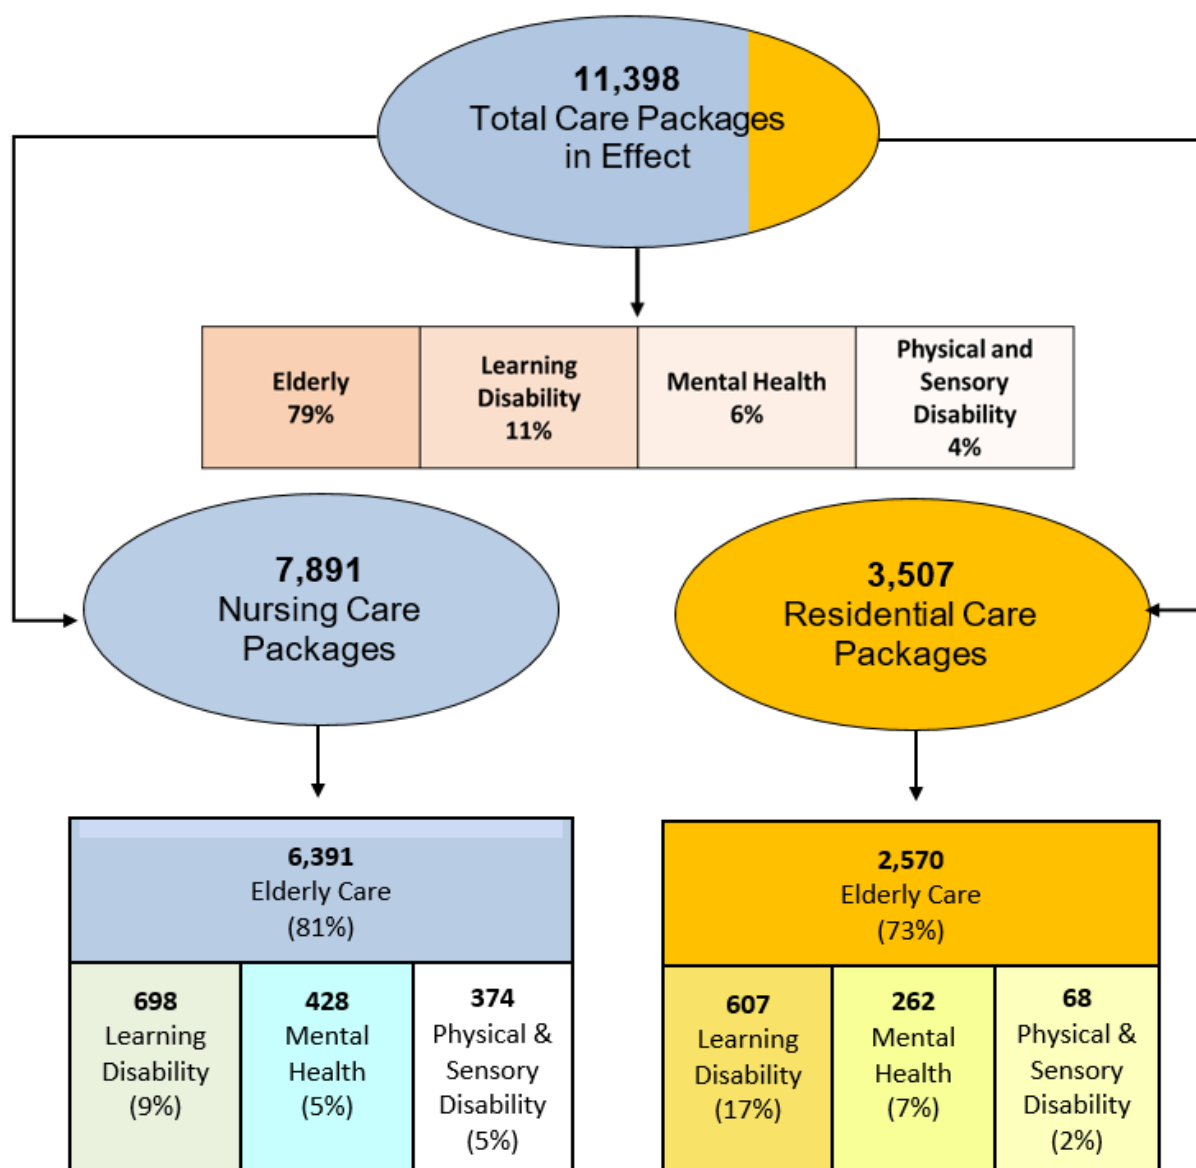 11,398
Total Care Packages
in Effect
Elderly
79%
Learning
Disability
11%
Mental Health
6%
Physical and
Sensory
Disability
4%
7,891
Nursing Care
Packages
3,507
Residential Care
Packages
6,391
Elderly Care
(81%)
698
Learning
Disability
(9%)
428
Mental
Health
(5%)
374
Physical &
Sensory
Disability
(5%)
2,570
Elderly Care
(73%)
607
Learning
Disability
(17%)
262
Mental
Health
(7%)
68
Physical &
Sensory
Disability
(2%)